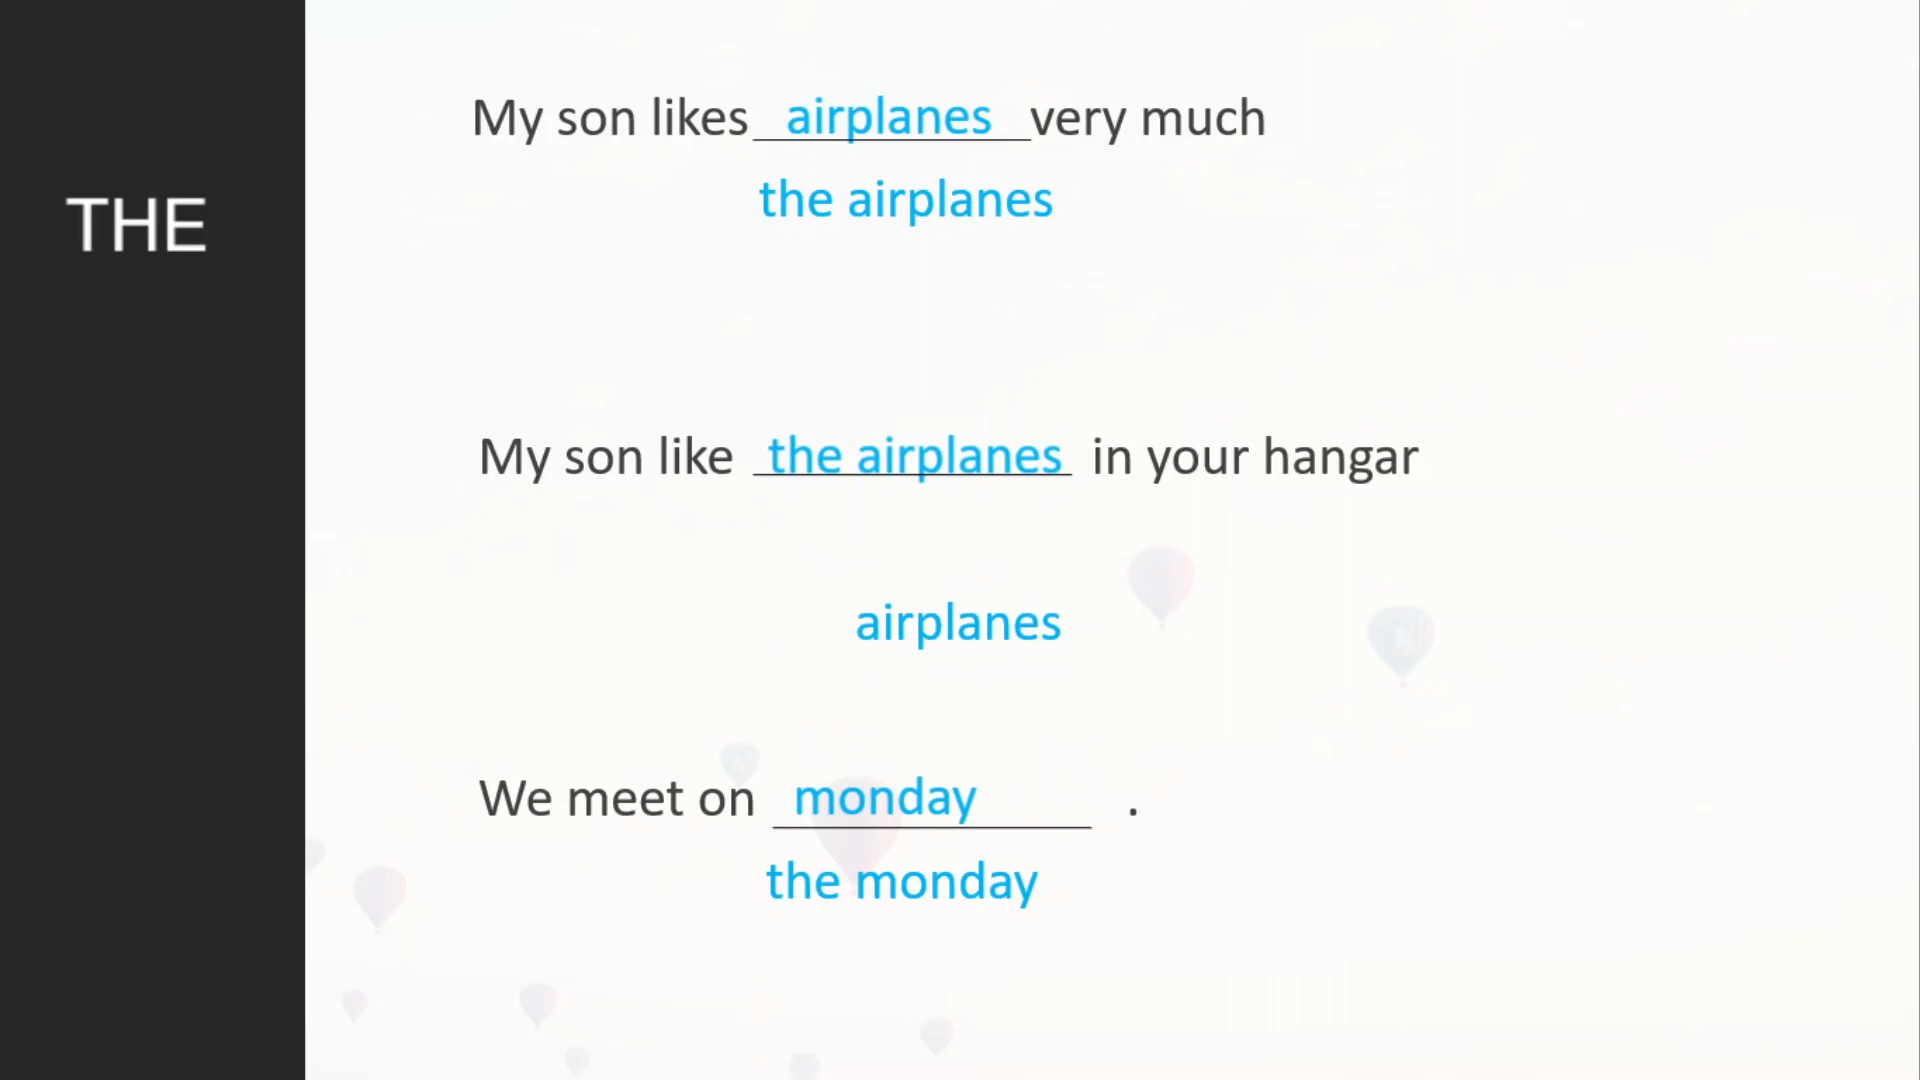 THE
My son likes airplanes very much
the airplanes
My son like the airplanes in your hangar
airplanes
We meet on monday .
the monday